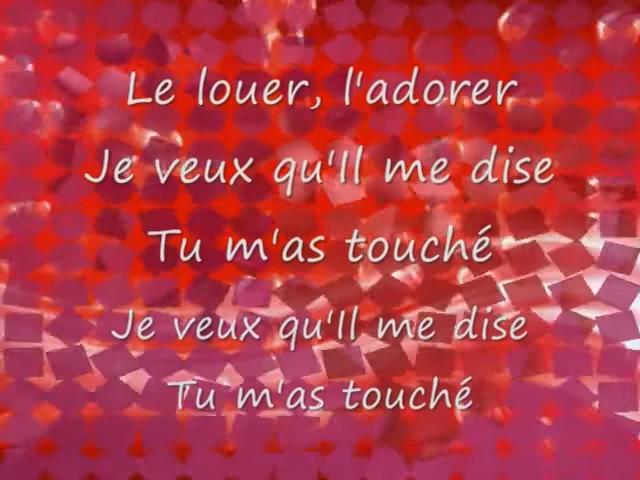 Le louer, l'adorer
Je veux qu'Il me dise
Tu m'as touché
Je veux qu'Il me dise
Tu m'as touché